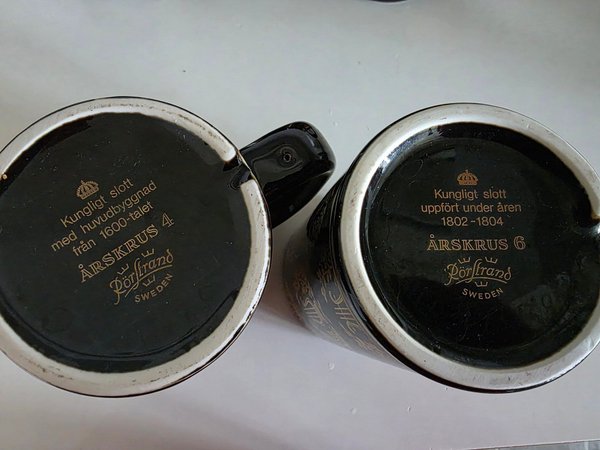 Kungligt slott
med huvudbyggnad
från 1600-talet
ÅRSKRUS 4
Rörstrand
SWEDEN
Kungligt slott
uppfört under åren
1802-1804
ÅRSKRUS 6
Rörstrand
SWEDEN